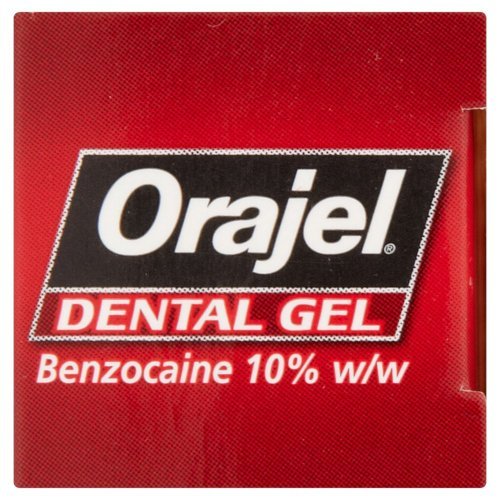 Orajel®
DENTAL GEL
Benzocaine 10% w/w